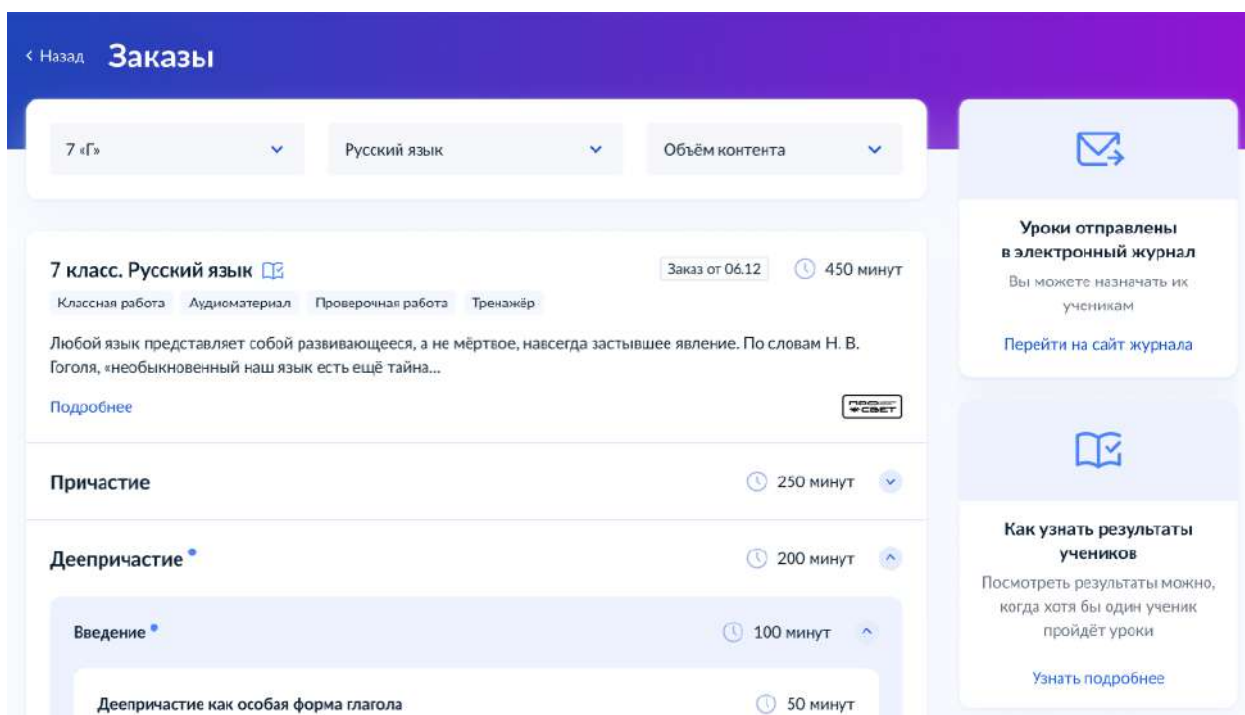 Назад Заказы
7 «Г» Русский язык Объём контента
7 класс. Русский язык Заказ от 06.12 450 минут
Классная работа Аудиоматериал Проверочная работа Тренажёр
Любой язык представляет собой развивающееся, а не мёртвое, навсегда застывшее явление. По словам Н. В.
Гоголя, «необыкновенный наш язык есть ещё тайна...
Подробнее
ПРО СВЕТ
Причастие 250 минут
Деепричастие 200 минут
Введение 100 минут
Деепричастие как особая форма глагола 50 минут
Уроки отправлены
в электронный журнал
Вы можете назначать их
ученикам
Перейти на сайт журнала
Как узнать результаты
учеников
Посмотреть результаты можно,
когда хотя бы один ученик
пройдёт уроки
Узнать подробнее